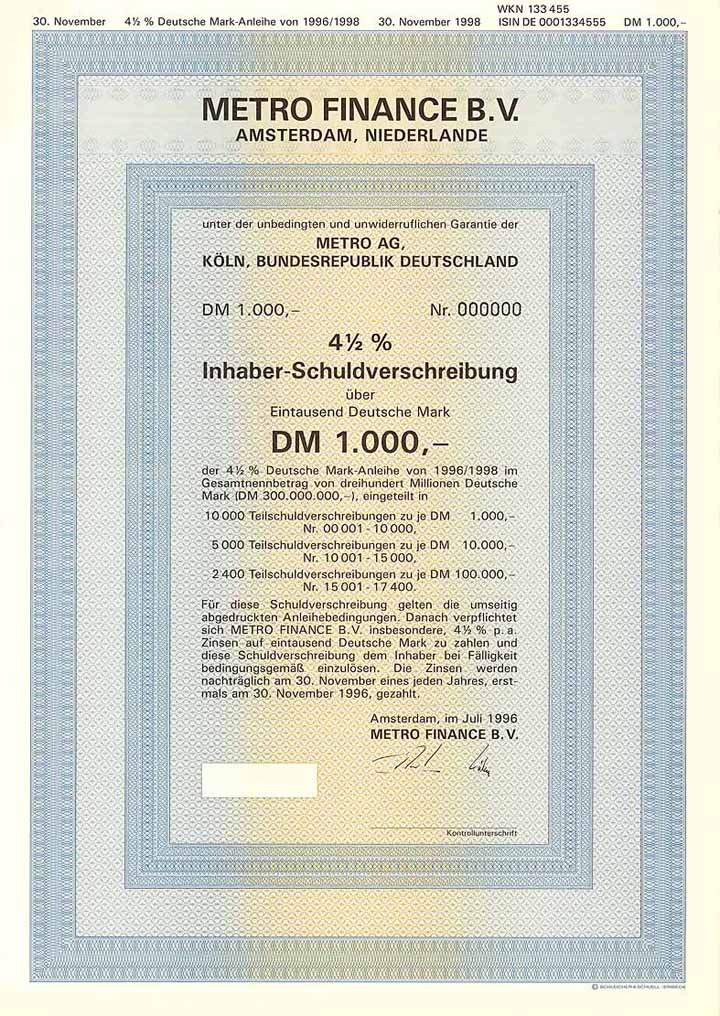 WKN 133 455
30. November 4½ % Deutsche Mark-Anleihe von 1996/1998 30. November 1998 ISIN DE 0001334555 DM 1.000,–
METRO FINANCE B.V.
AMSTERDAM, NIEDERLANDE
unter der unbedingten und unwiderruflichen Garantie der
METRO AG,
KÖLN, BUNDESREPUBLIK DEUTSCHLAND
DM 1.000,– Nr. 000000
4½ %
Inhaber-Schuldverschreibung
über
Eintausend Deutsche Mark
DM 1.000,–
der 4½ % Deutsche Mark-Anleihe von 1996/1998 im
Gesamtnennbetrag von dreihundert Millionen Deutsche
Mark (DM 300.000.000,–), eingeteilt in
10 000 Teilschuldverschreibungen zu je DM 1.000,–
Nr. 00 001 - 10 000,
5 000 Teilschuldverschreibungen zu je DM 10.000,–
Nr. 10 001 - 15 000,
2 400 Teilschuldverschreibungen zu je DM 100.000,–
Nr. 15 001 - 17 400.
Für diese Schuldverschreibung gelten die umseitig
abgedruckten Anleihebedingungen. Danach verpflichtet
sich METRO FINANCE B.V. insbesondere, 4½ % p. a.
Zinsen auf eintausend Deutsche Mark zu zahlen und
diese Schuldverschreibung dem Inhaber bei Fälligkeit
bedingungsgemäß einzulösen. Die Zinsen werden
nachträglich am 30. November eines jeden Jahres, erst-
mals am 30. November 1996, gezahlt.
Amsterdam, im Juli 1996
METRO FINANCE B.V.
Kontrollunterschrift
© SCHLEICHER & SCHUELL · EINBECK